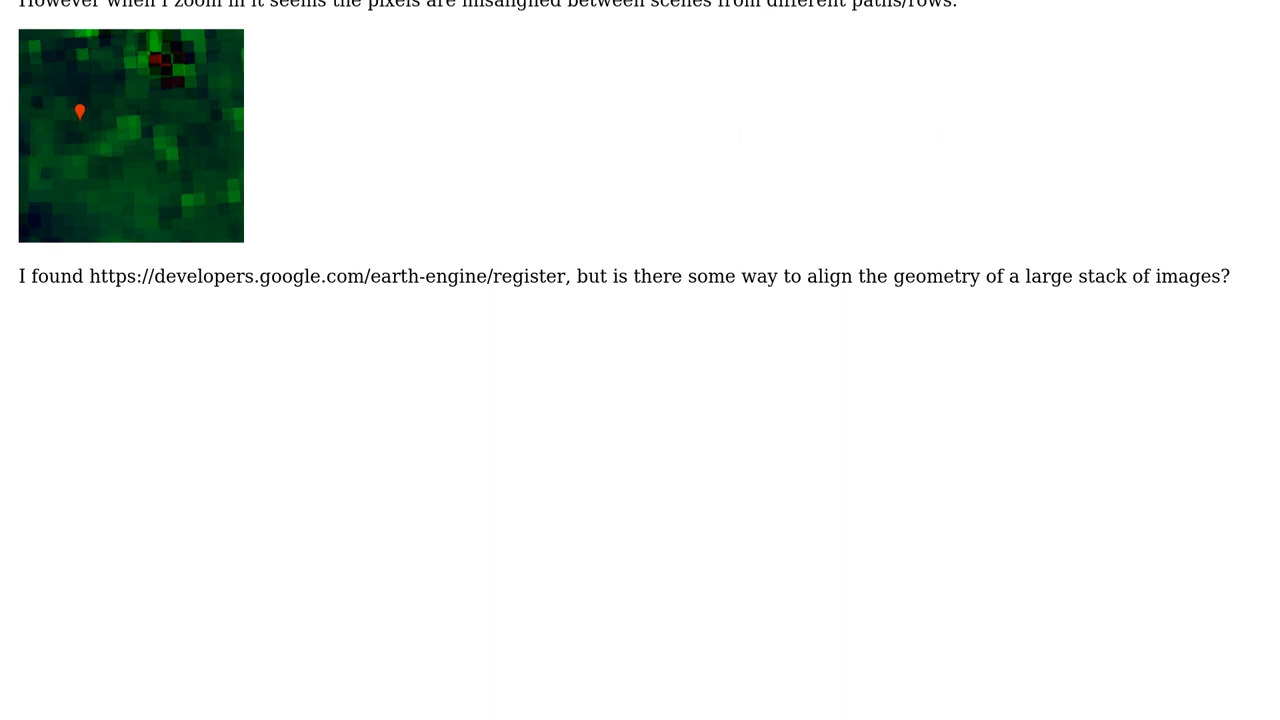 However when I zoom in it seems the pixels are misaligned between scenes from different paths/rows.
I found https://developers.google.com/earth-engine/register, but is there some way to align the geometry of a large stack of images?